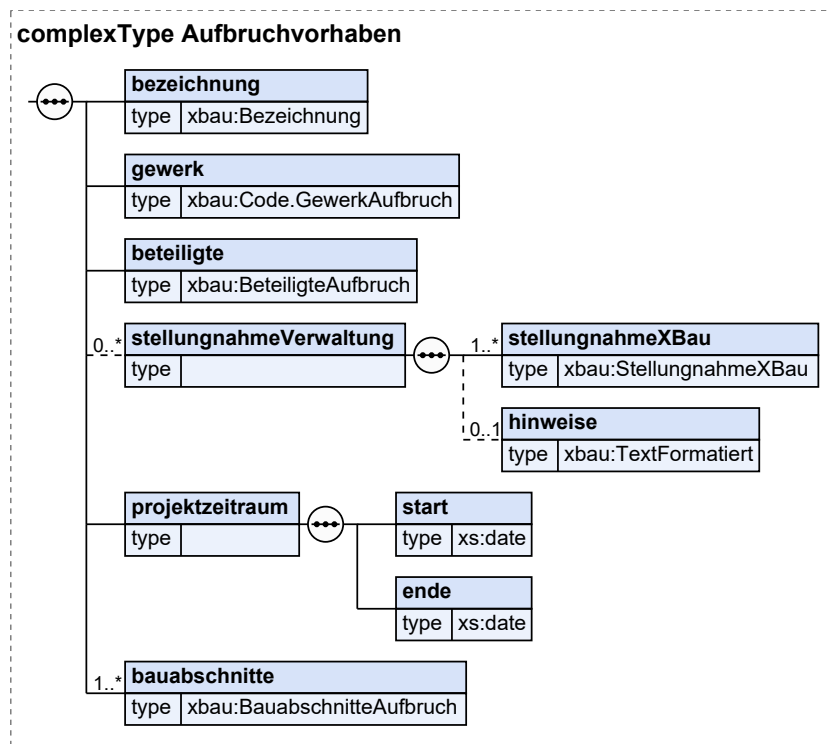 complexType Aufbruchvorhaben
bezeichnung
type xbau:Bezeichnung
gewerk
type xbau:Code.GewerkAufbruch
beteiligte
type xbau:BeteiligteAufbruch
0..* stellungnahmeVerwaltung
type
1..* stellungnahmeXBau
type xbau:StellungnahmeXBau
0..1 hinweise
type xbau:TextFormatiert
projektzeitraum
type
start
type xs:date
ende
type xs:date
1..* bauabschnitte
type xbau:BauabschnitteAufbruch